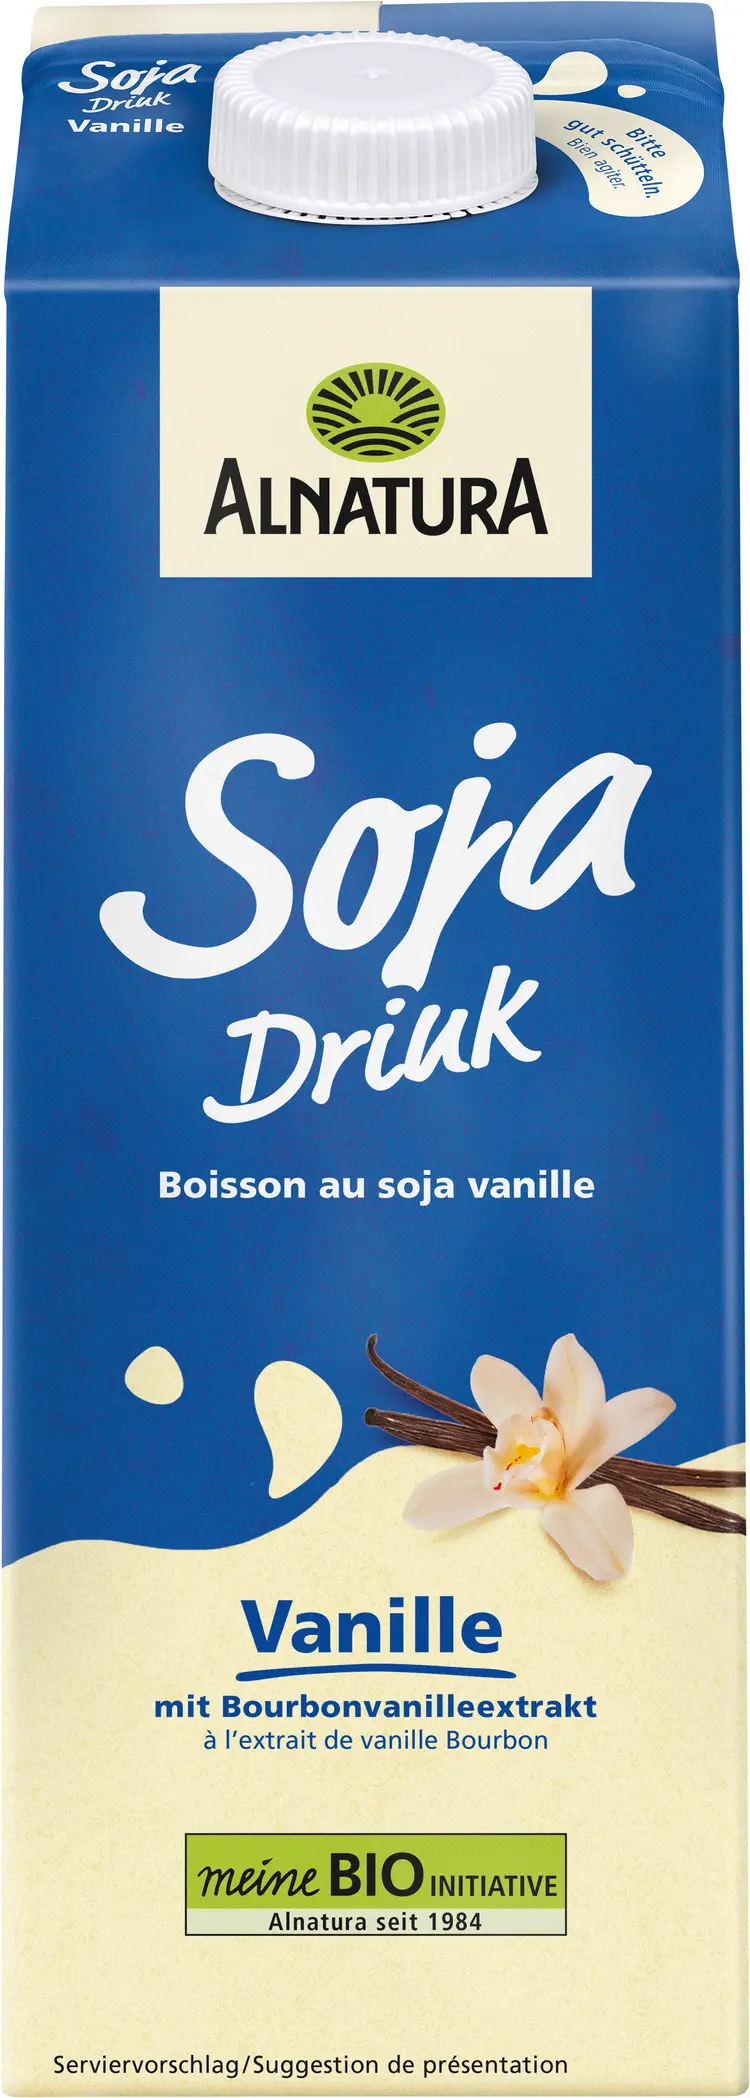 Soja
Drink
Vanille
Bitte
gut schütteln.
Bien agiter.
ALNATURA
Soja
Drink
Boisson au soja vanille
Vanille
mit Bourbonvanilleextrakt
à l'extrait de vanille Bourbon
meine BIO INITIATIVE
Alnatura seit 1984
Serviervorschlag/Suggestion de présentation